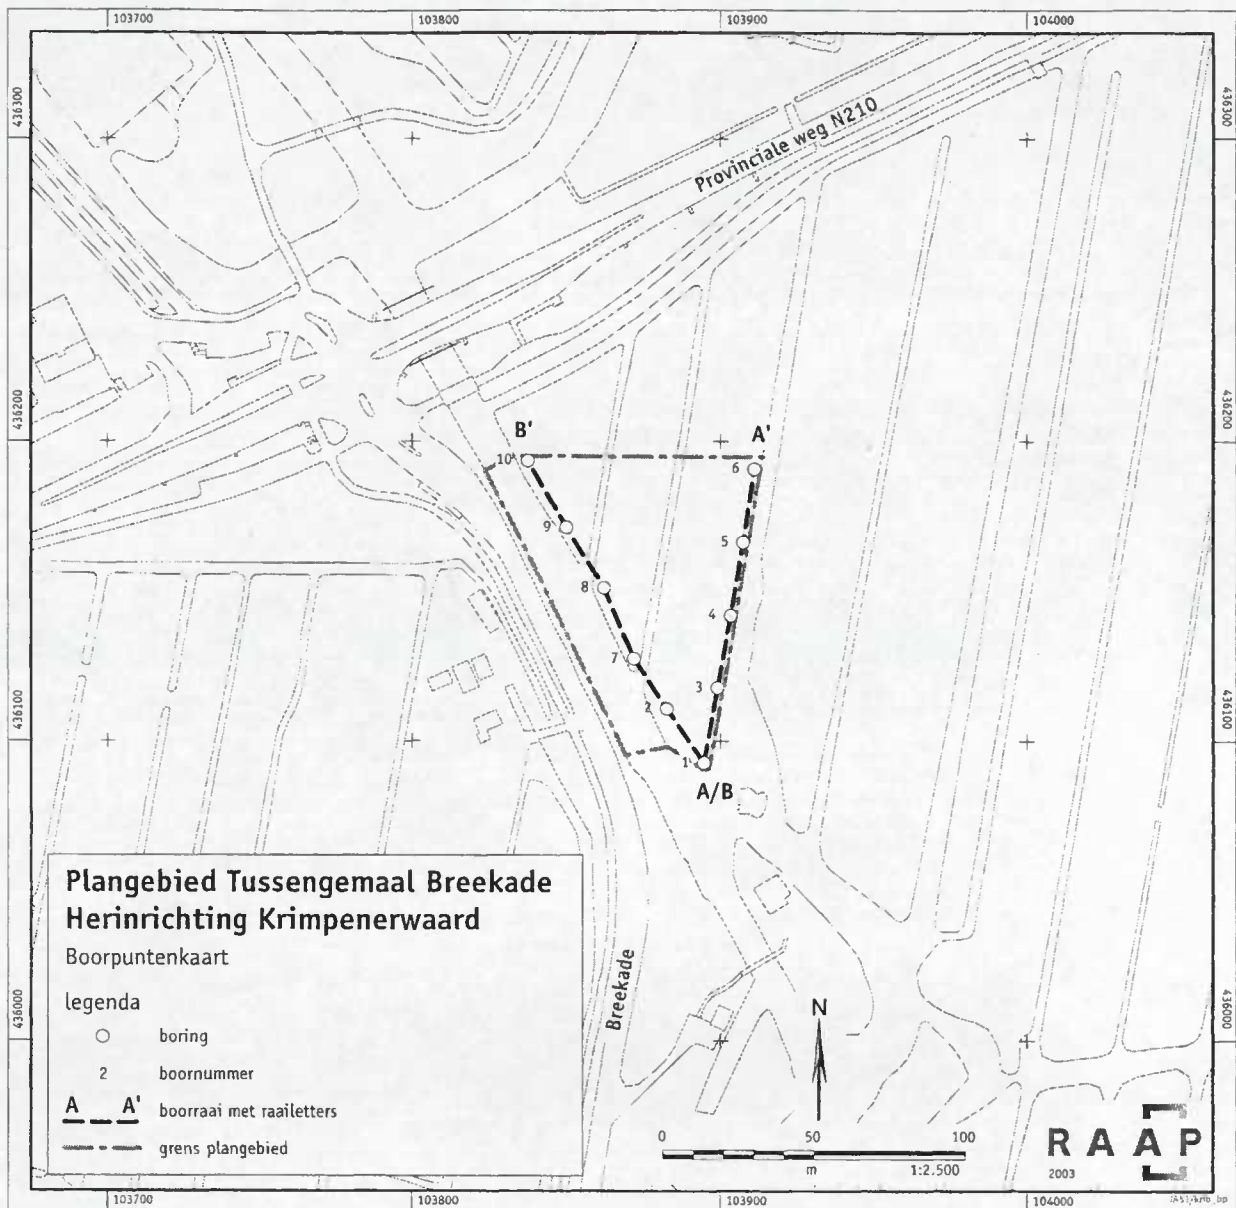 103700
103800
103900
104000
436300
436300
Provinciale weg N210
436200
436200
B'
A'
10
6
9
5
8
4
7
3
2
1
A/B
436100
436100
Plangebied Tussengemaal Breekade
Herinrichting Krimpenerwaard
Boorpuntenkaart
legenda
boring
2 boornummer
A A' boorraai met raailetters
grens plangebied
Breekade
436000
436000
N
0 50 100
m 1:2.500
RAAP
2003
103700
103800
103900
104000